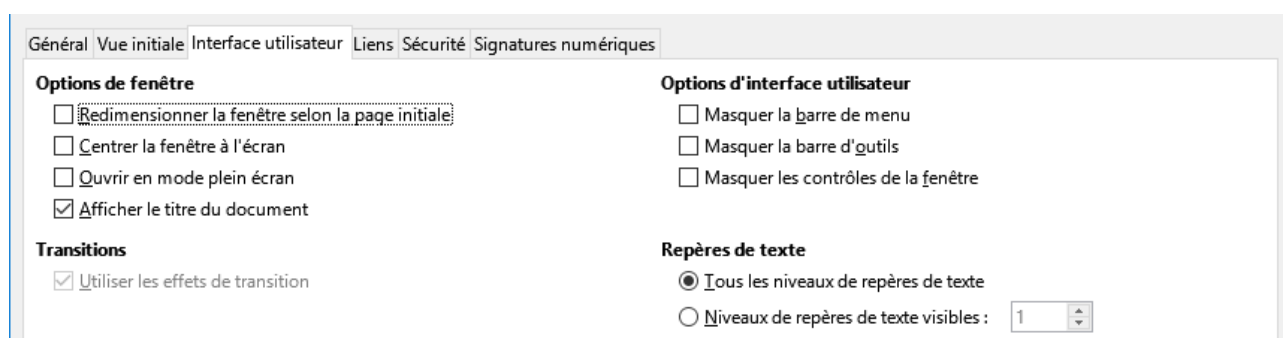 Général Vue initiale Interface utilisateur Liens Sécurité Signatures numériques
Options de fenêtre
Redimensionner la fenêtre selon la page initiale
Centrer la fenêtre à l'écran
Ouvrir en mode plein écran
Afficher le titre du document
Options d'interface utilisateur
Masquer la barre de menu
Masquer la barre d'outils
Masquer les contrôles de la fenêtre
Transitions
Utiliser les effets de transition
Repères de texte
Tous les niveaux de repères de texte
Niveaux de repères de texte visibles : 1